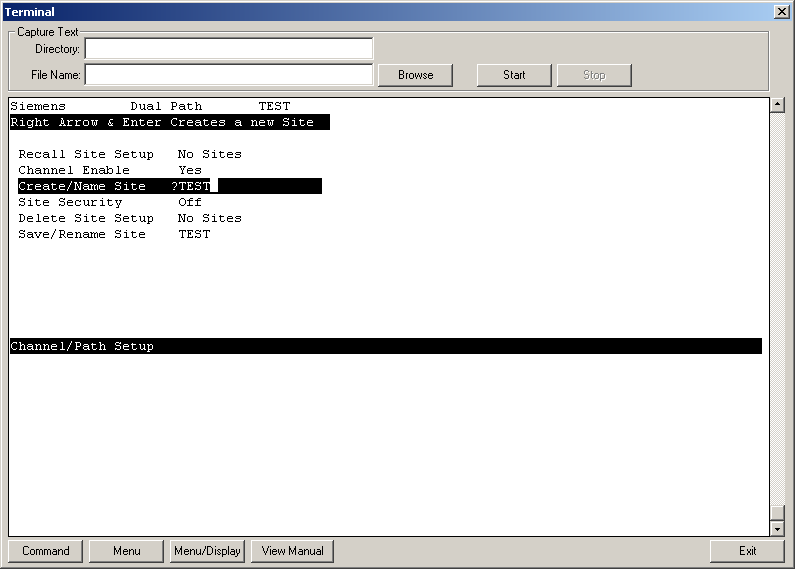 Terminal
Capture Text
Directory:
File Name: Browse Start Stop
Siemens Dual Path TEST
Right Arrow & Enter Creates a new Site
Recall Site Setup No Sites
Channel Enable Yes
Create/Name Site ?TEST
Site Security Off
Delete Site Setup No Sites
Save/Rename Site TEST
Channel/Path Setup
Command Menu Menu/Display View Manual Exit